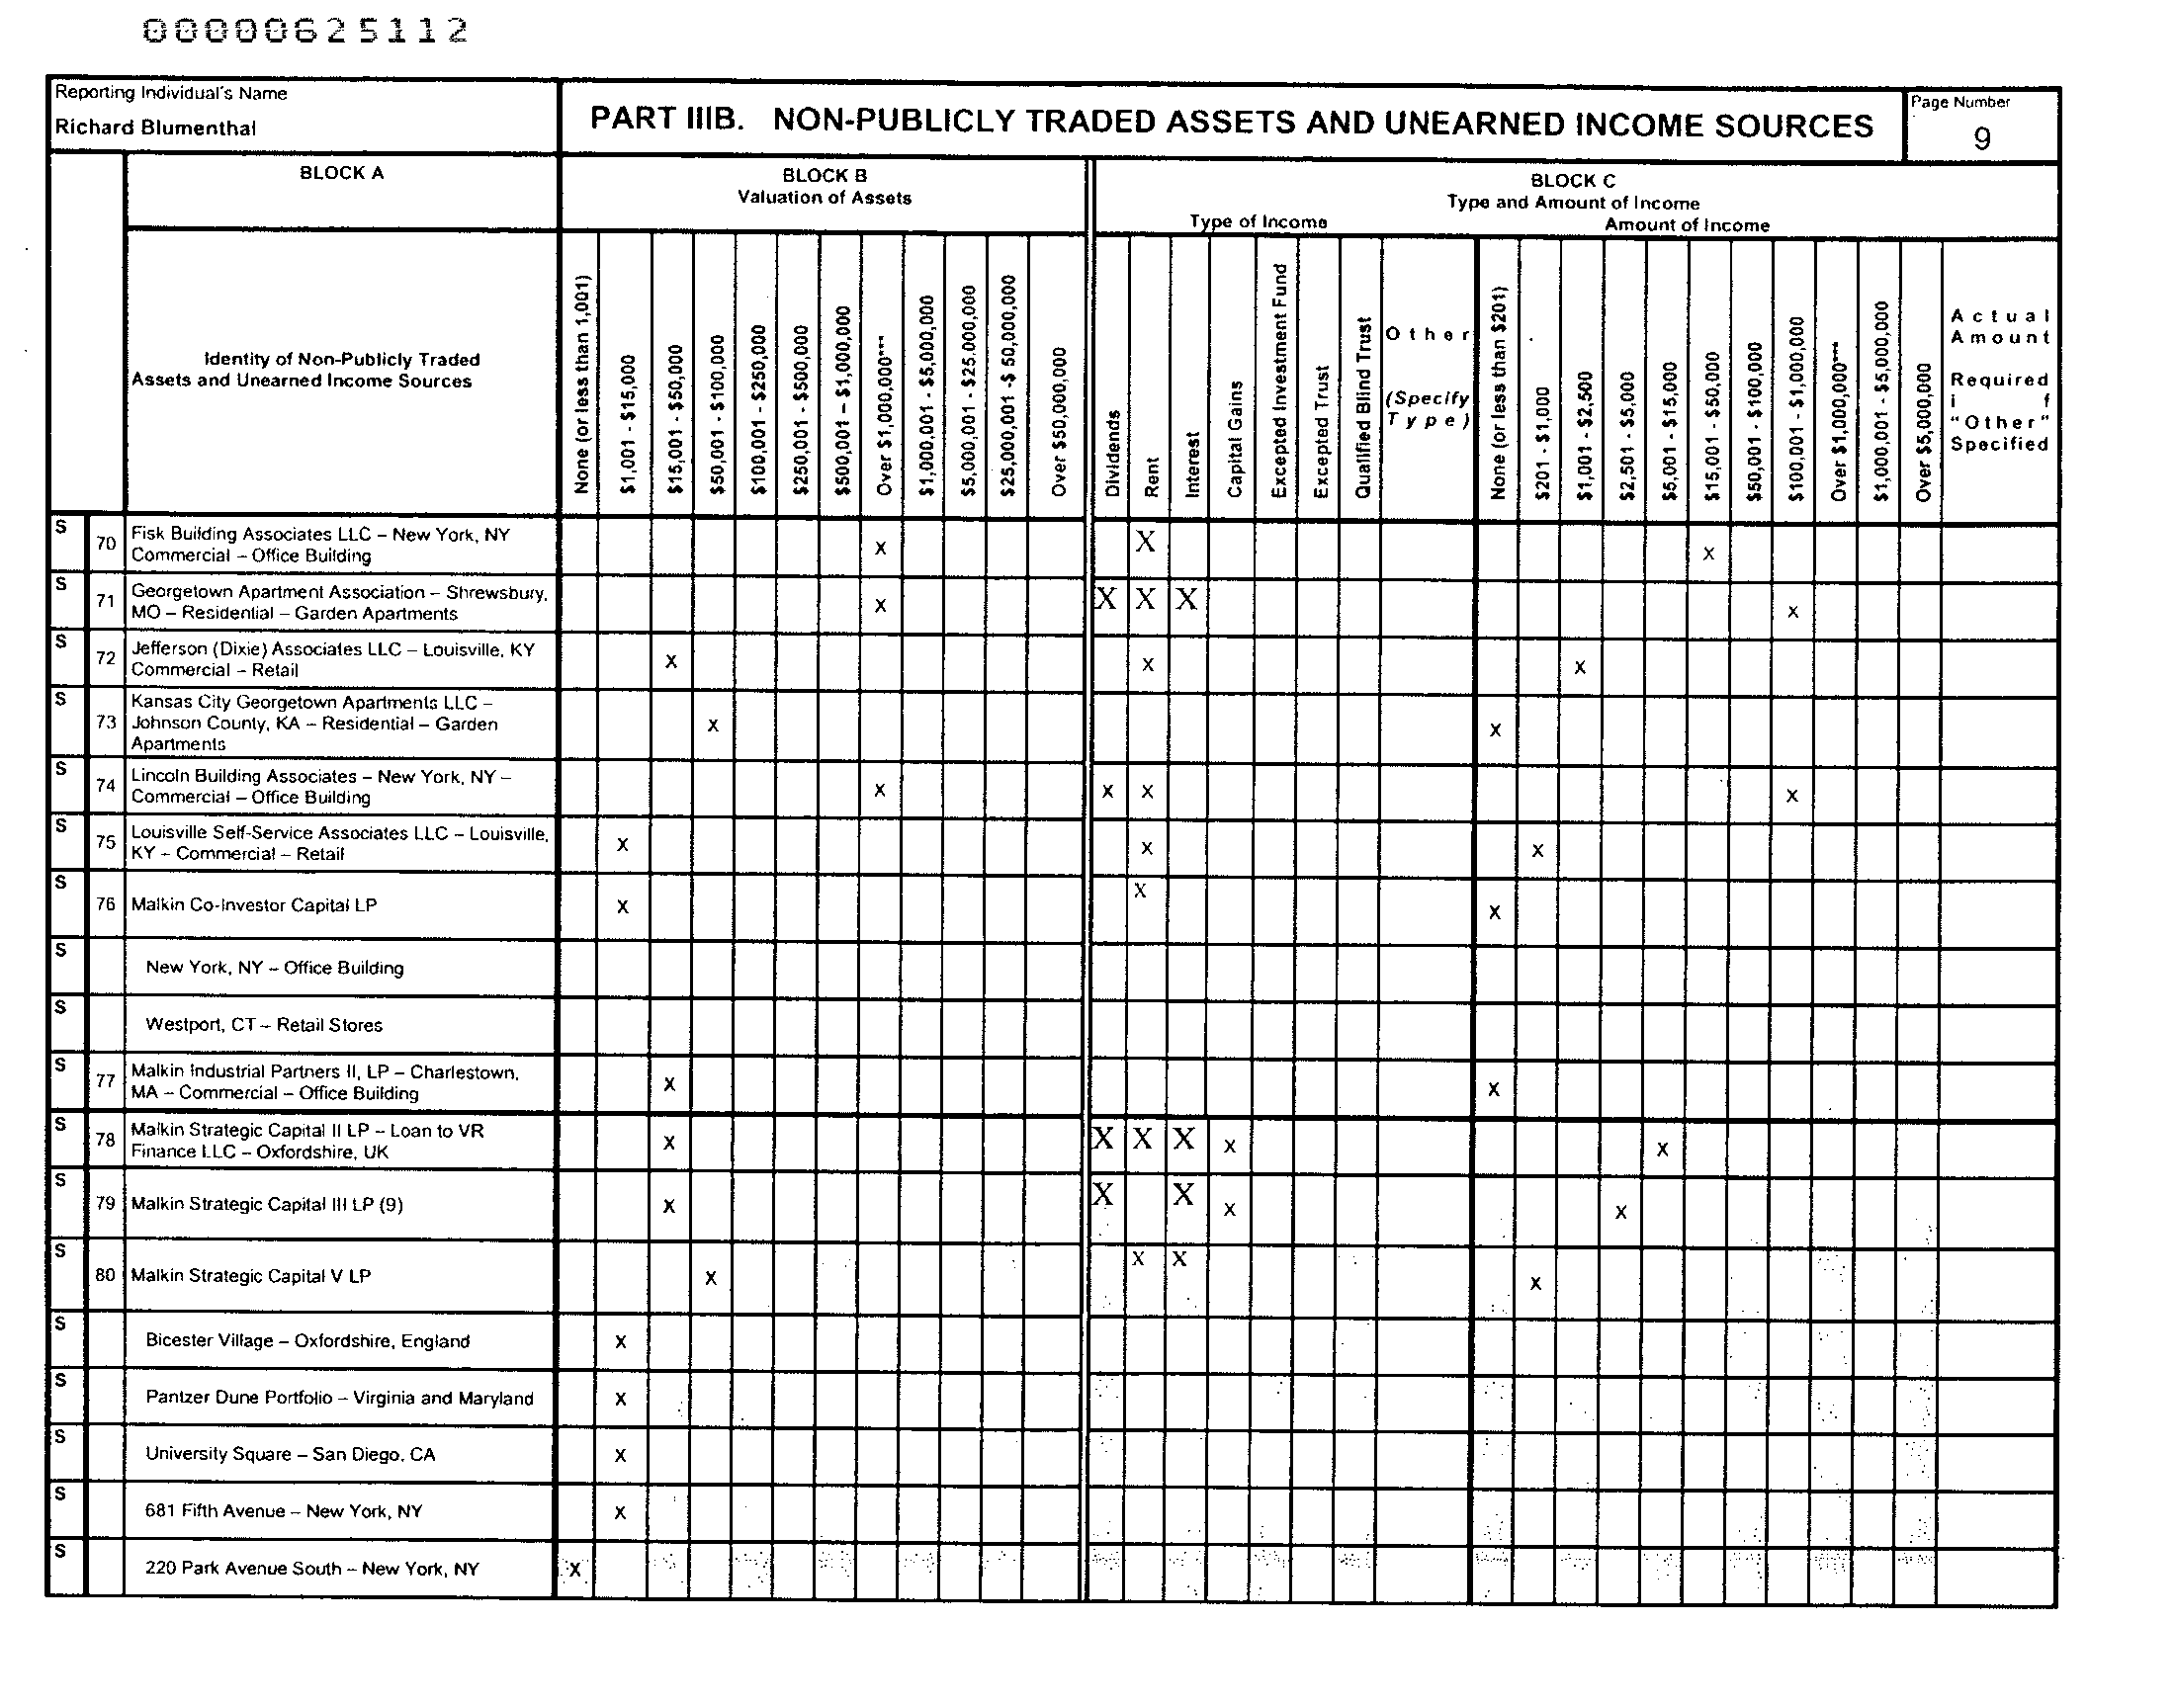 00000625112
Reporting Individual's Name
Richard Blumenthal
PART IIIB. NON-PUBLICLY TRADED ASSETS AND UNEARNED INCOME SOURCES
Page Number
9
BLOCK A
BLOCK B
Valuation of Assets
BLOCK C
Type and Amount of Income
Type of Income
Amount of Income
Identity of Non-Publicly Traded
Assets and Unearned Income Sources
None (or less than 1,001)
$1,001 - $15,000
$15,001 - $50,000
$50,001 - $100,000
$100,001 - $250,000
$250,001 - $500,000
$500,001 – $1,000,000
Over $1,000,000***
$1,000,001 - $5,000,000
$5,000,001 - $25,000,000
$25,000,001 -$ 50,000,000
Over $50,000,000
Dividends
Rent
Interest
Capital Gains
Excepted Investment Fund
Excepted Trust
Qualified Blind Trust
Other
(Specify
Type)
None (or less than $201)
$201 - $1,000
$1,001 - $2,500
$2,501 - $5,000
$5,001 - $15,000
$15,001 - $50,000
$50,001 - $100,000
$100,001 - $1,000,000
Over $1,000,000***
$1,000,001 - $5,000,000
Over $5,000,000
Actual
Amount
Required
i f
"Other"
Specified
S 70 Fisk Building Associates LLC – New York, NY
Commercial – Office Building X X X
S 71 Georgetown Apartment Association – Shrewsbury,
MO – Residential – Garden Apartments X X X X X
S 72 Jefferson (Dixie) Associates LLC – Louisville, KY
Commercial – Retail X X X
S 73 Kansas City Georgetown Apartments LLC –
Johnson County, KA – Residential – Garden X X
Apartments
S 74 Lincoln Building Associates – New York, NY –
Commercial – Office Building X X X X
S 75 Louisville Self-Service Associates LLC – Louisville,
KY – Commercial – Retail X X X
S 76 Malkin Co-Investor Capital LP X X X
S New York, NY – Office Building
S Westport, CT – Retail Stores
S 77 Malkin Industrial Partners II, LP – Charlestown,
MA – Commercial – Office Building X X
S 78 Malkin Strategic Capital II LP – Loan to VR
Finance LLC – Oxfordshire, UK X X X X X X
S 79 Malkin Strategic Capital III LP (9) X X X X X
S 80 Malkin Strategic Capital V LP X X X X
S Bicester Village – Oxfordshire, England X
S Pantzer Dune Portfolio – Virginia and Maryland X
S University Square – San Diego, CA X
S 681 Fifth Avenue – New York, NY X
S 220 Park Avenue South – New York, NY X